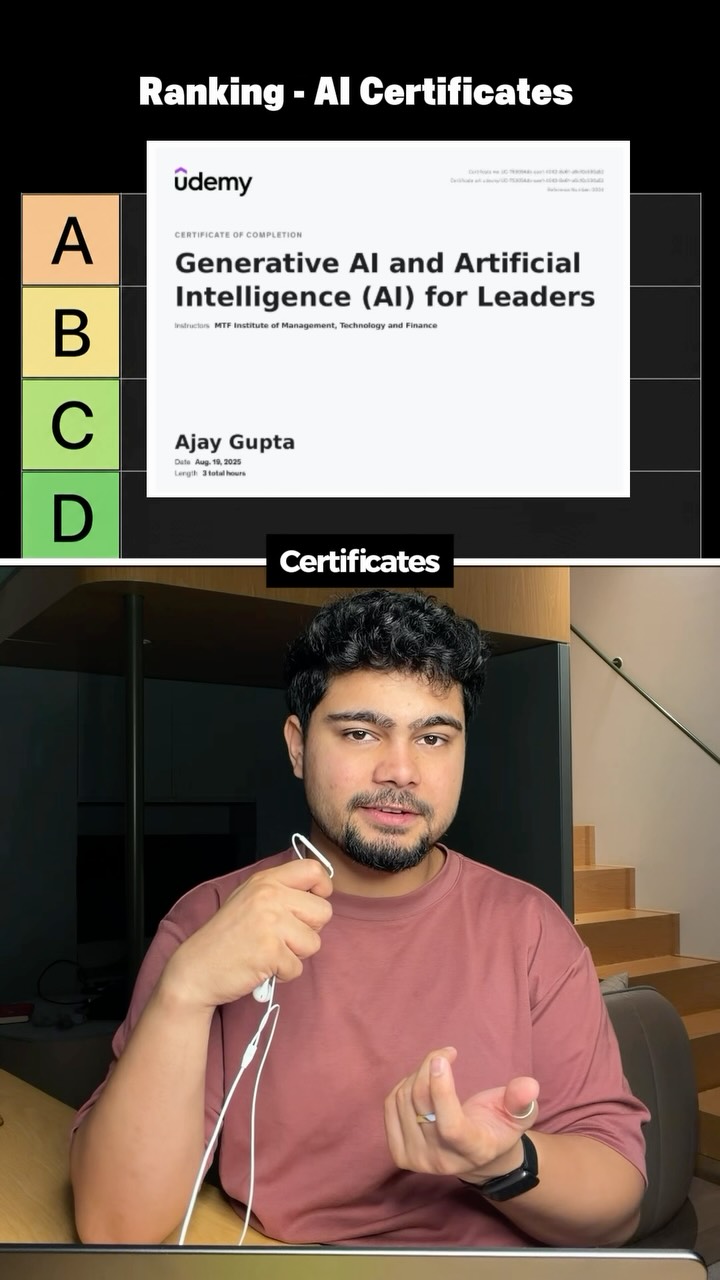 Ranking - AI Certificates
A
B
C
D
udemy
CERTIFICATE OF COMPLETION
Generative AI and Artificial
Intelligence (AI) for Leaders
Instructors MTF Institute of Management, Technology and Finance
Ajay Gupta
Date Aug. 19, 2025
Length 3 total hours
Certificates